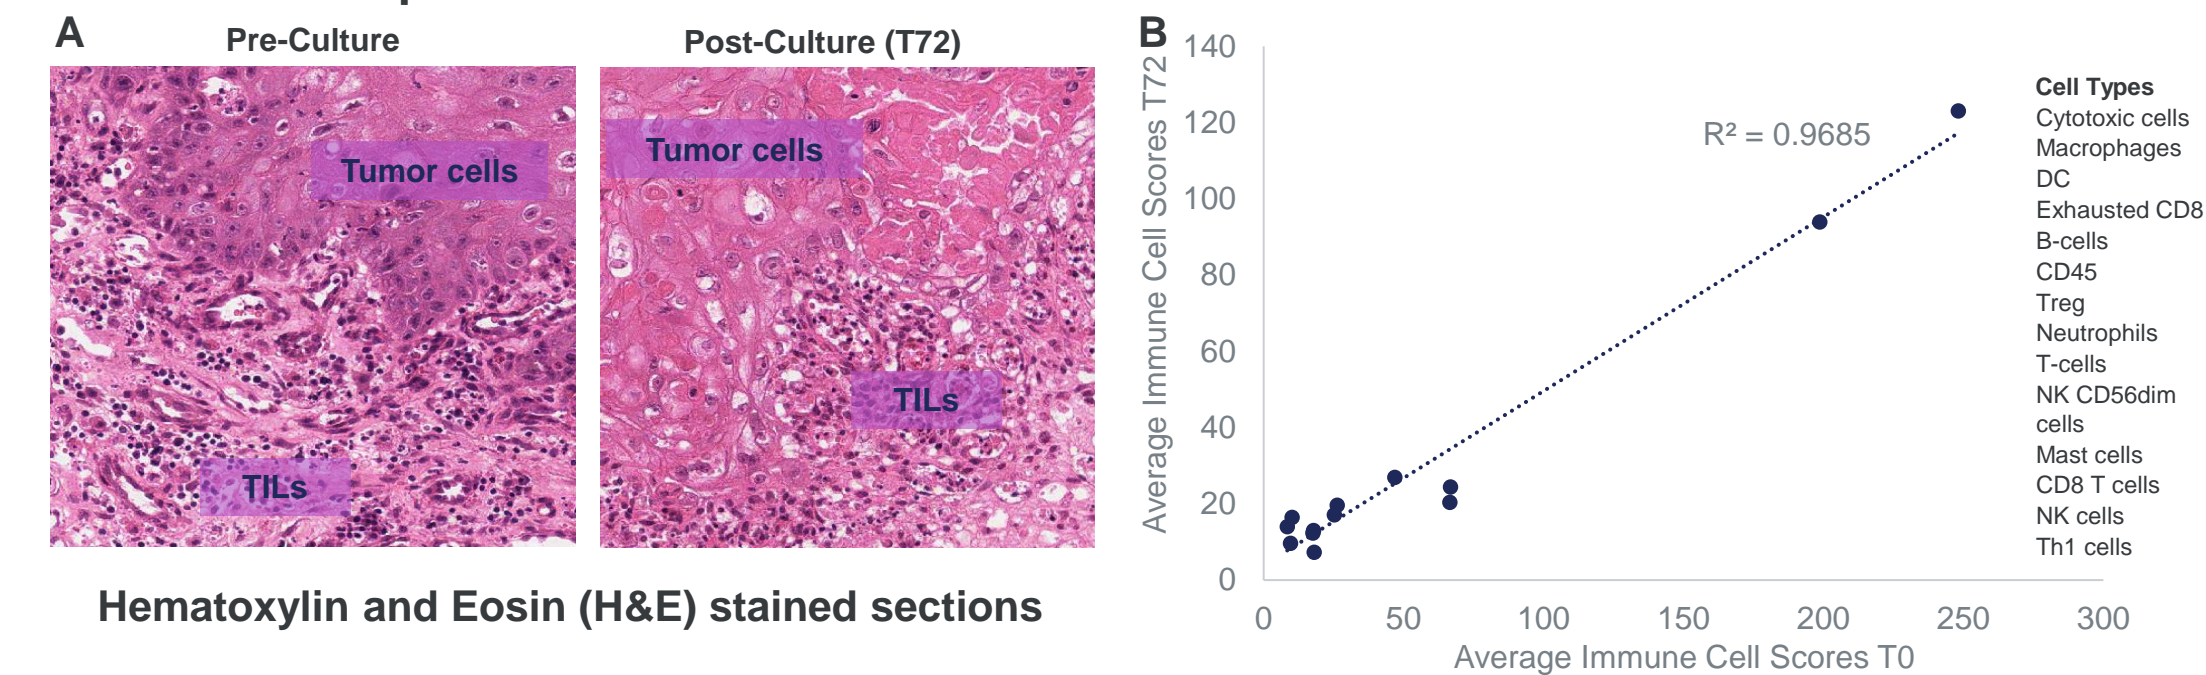 A
Pre-Culture
Post-Culture (T72)
Tumor cells
TILs
Tumor cells
TILs
Hematoxylin and Eosin (H&E) stained sections
B
Average Immune Cell Scores T72
140
120
100
80
60
40
20
0
R² = 0.9685
0 50 100 150 200 250 300
Average Immune Cell Scores T0
Cell Types
Cytotoxic cells
Macrophages
DC
Exhausted CD8
B-cells
CD45
Treg
Neutrophils
T-cells
NK CD56dim
cells
Mast cells
CD8 T cells
NK cells
Th1 cells